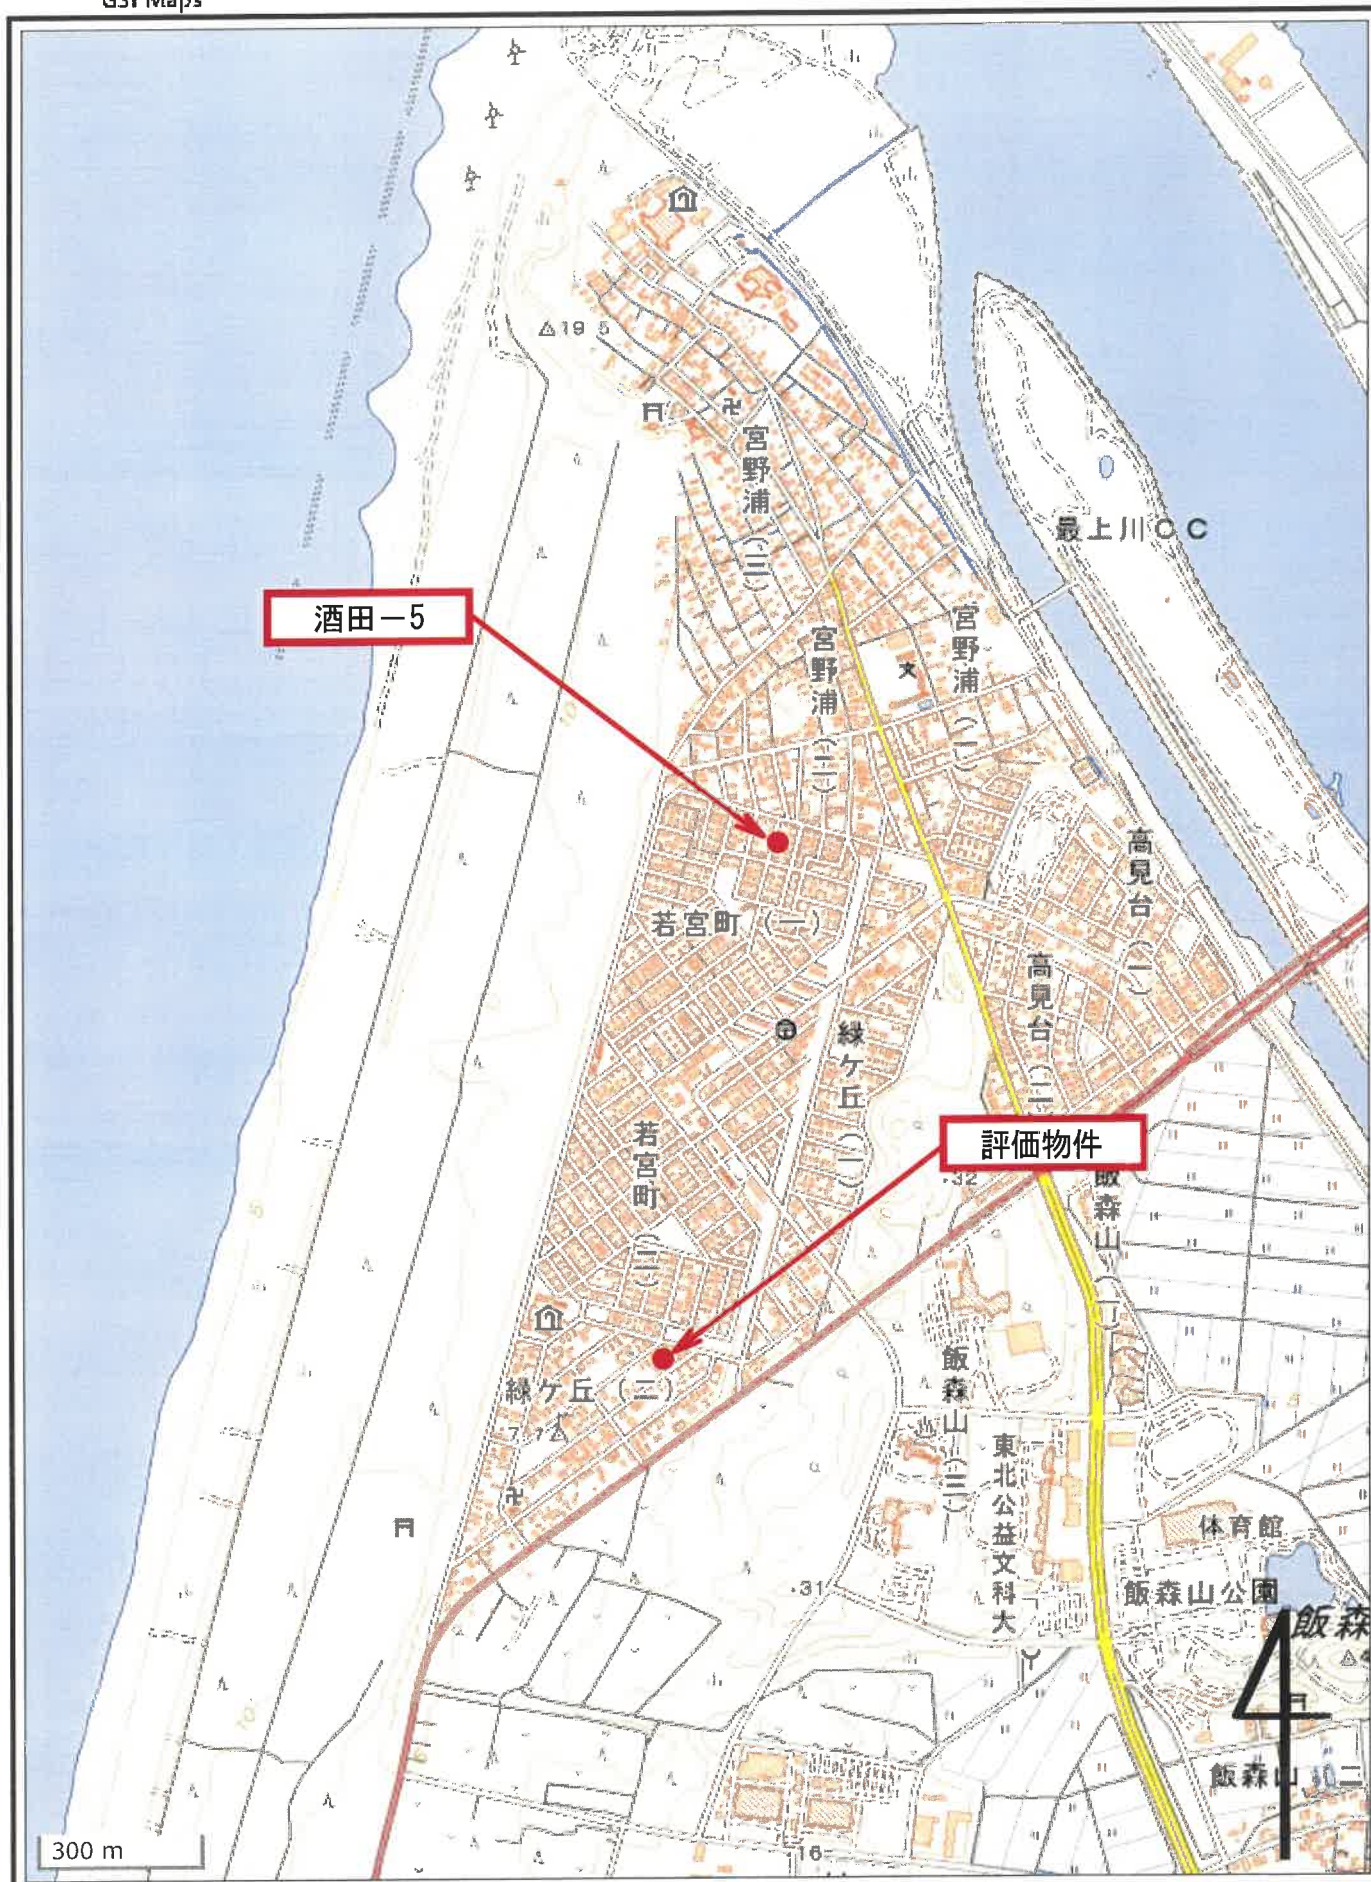 GSI Maps
19 5
宮野浦(三)
最上川CC
酒田－5
宮野浦(二)
宮野浦(一)
文
10
高見台(一)
若宮町(一)
高見台(二)
緑ケ丘(一)
評価物件
若宮町(二)
・32
飯森山(一)
5
緑ケ丘(二)
飯森山(三)
東北公益文科大
体育館
・31
飯森山公園
飯森
10
飯森山
300 m
16